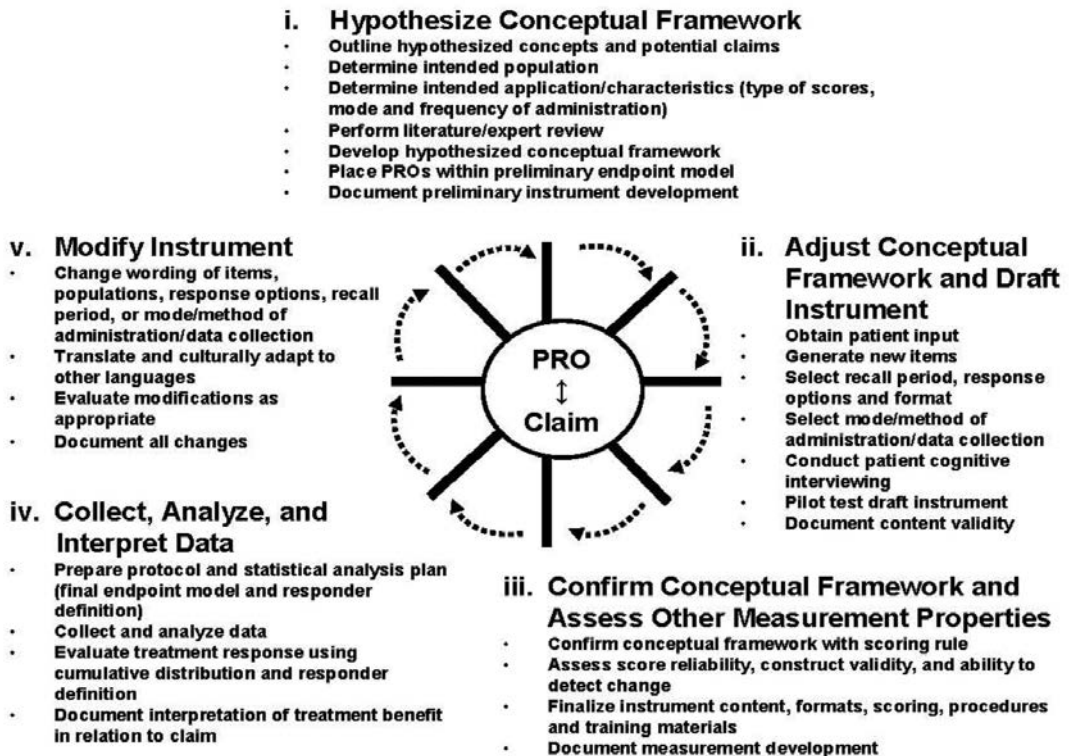 i. Hypothesize Conceptual Framework
· Outline hypothesized concepts and potential claims
· Determine intended population
· Determine intended application/characteristics (type of scores,
mode and frequency of administration)
· Perform literature/expert review
· Develop hypothesized conceptual framework
· Place PROs within preliminary endpoint model
· Document preliminary instrument development
ii. Adjust Conceptual
Framework and Draft
Instrument
· Obtain patient input
· Generate new items
· Select recall period, response
options and format
· Select mode/method of
administration/data collection
· Conduct patient cognitive
interviewing
· Pilot test draft instrument
· Document content validity
PRO
↕
Claim
iii. Confirm Conceptual Framework and
Assess Other Measurement Properties
· Confirm conceptual framework with scoring rule
· Assess score reliability, construct validity, and ability to
detect change
· Finalize instrument content, formats, scoring, procedures
and training materials
· Document measurement development
iv. Collect, Analyze, and
Interpret Data
· Prepare protocol and statistical analysis plan
(final endpoint model and responder
definition)
· Collect and analyze data
· Evaluate treatment response using
cumulative distribution and responder
definition
· Document interpretation of treatment benefit
in relation to claim
v. Modify Instrument
· Change wording of items,
populations, response options, recall
period, or mode/method of
administration/data collection
· Translate and culturally adapt to
other languages
· Evaluate modifications as
appropriate
· Document all changes